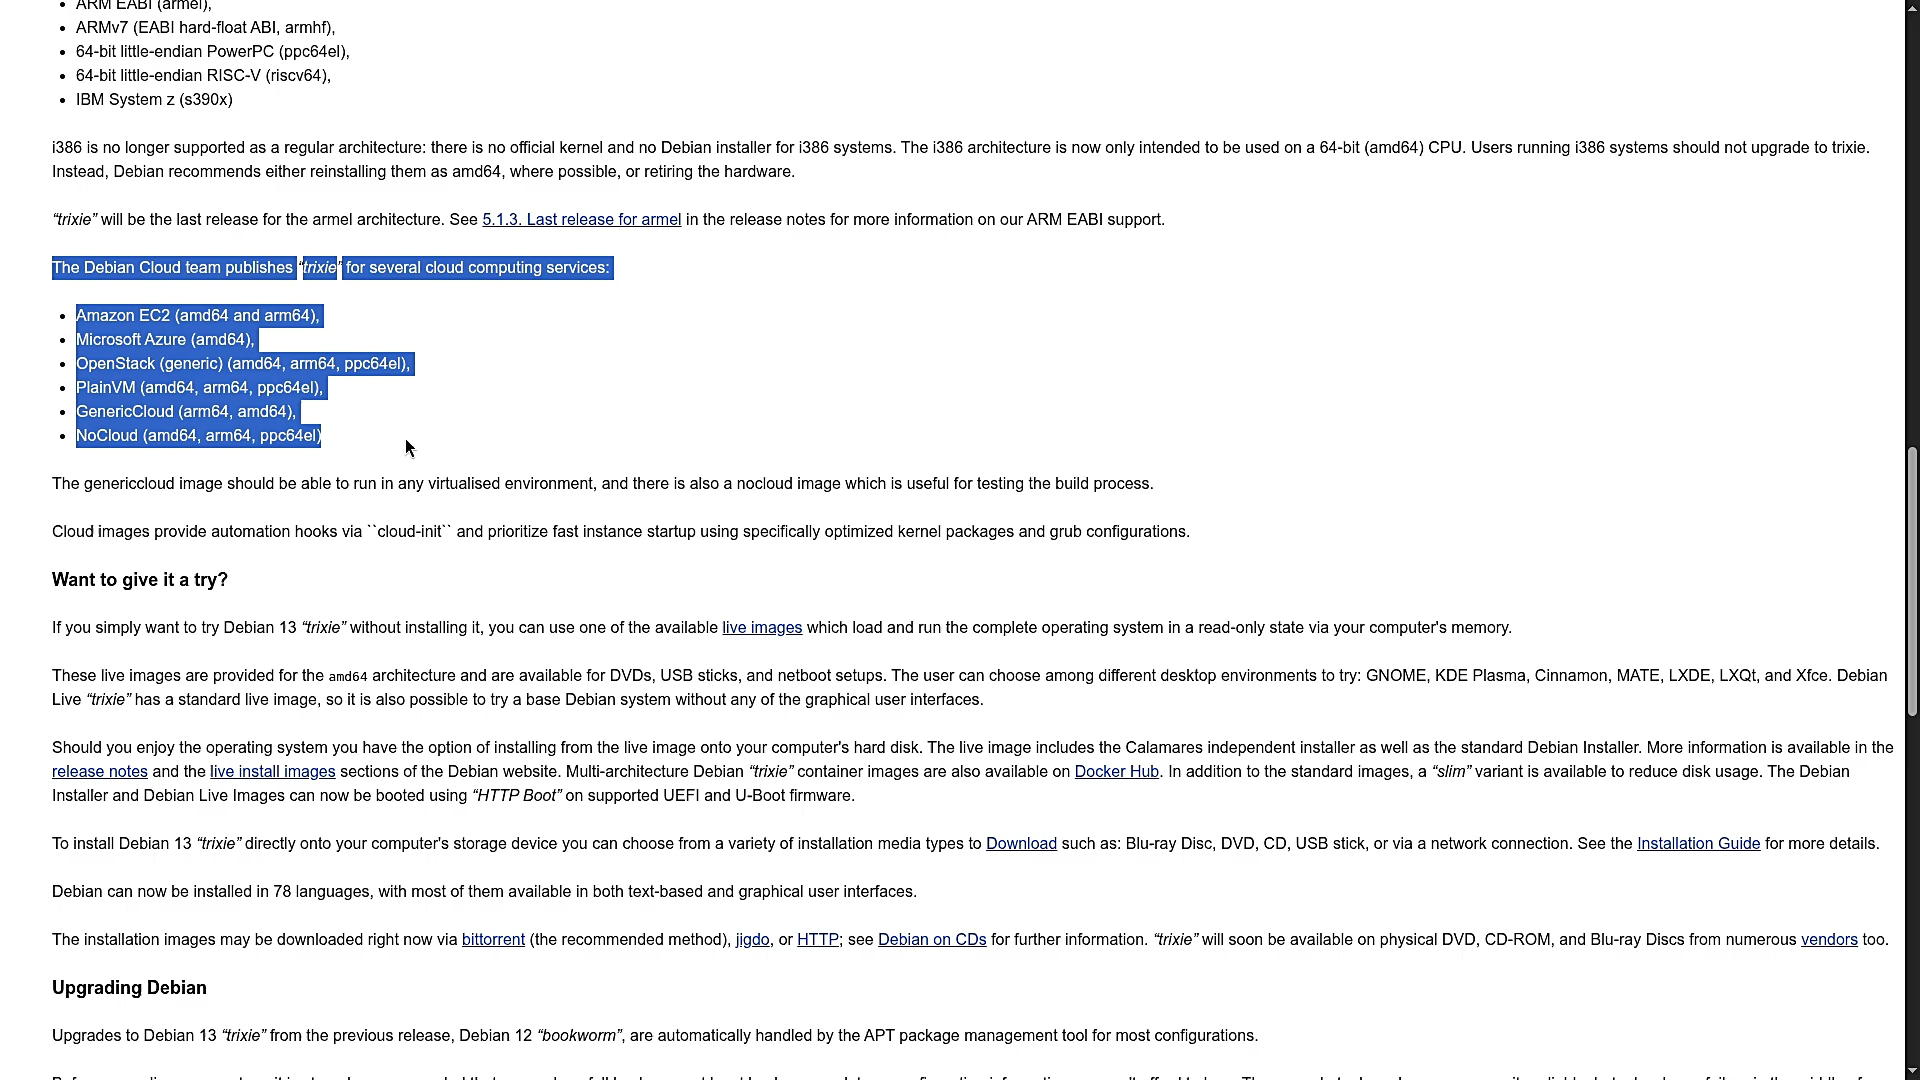 ARM EABI (armel),
ARMv7 (EABI hard-float ABI, armhf),
64-bit little-endian PowerPC (ppc64el),
64-bit little-endian RISC-V (riscv64),
IBM System z (s390x)
i386 is no longer supported as a regular architecture: there is no official kernel and no Debian installer for i386 systems. The i386 architecture is now only intended to be used on a 64-bit (amd64) CPU. Users running i386 systems should not upgrade to trixie.
Instead, Debian recommends either reinstalling them as amd64, where possible, or retiring the hardware.
“trixie” will be the last release for the armel architecture. See 5.1.3. Last release for armel in the release notes for more information on our ARM EABI support.
The Debian Cloud team publishes “trixie” for several cloud computing services:
Amazon EC2 (amd64 and arm64),
Microsoft Azure (amd64),
OpenStack (generic) (amd64, arm64, ppc64el),
PlainVM (amd64, arm64, ppc64el),
GenericCloud (arm64, amd64),
NoCloud (amd64, arm64, ppc64el)
The genericcloud image should be able to run in any virtualised environment, and there is also a nocloud image which is useful for testing the build process.
Cloud images provide automation hooks via ``cloud-init`` and prioritize fast instance startup using specifically optimized kernel packages and grub configurations.
Want to give it a try?
If you simply want to try Debian 13 “trixie” without installing it, you can use one of the available live images which load and run the complete operating system in a read-only state via your computer's memory.
These live images are provided for the amd64 architecture and are available for DVDs, USB sticks, and netboot setups. The user can choose among different desktop environments to try: GNOME, KDE Plasma, Cinnamon, MATE, LXDE, LXQt, and Xfce. Debian
Live “trixie” has a standard live image, so it is also possible to try a base Debian system without any of the graphical user interfaces.
Should you enjoy the operating system you have the option of installing from the live image onto your computer's hard disk. The live image includes the Calamares independent installer as well as the standard Debian Installer. More information is available in the
release notes and the live install images sections of the Debian website. Multi-architecture Debian “trixie” container images are also available on Docker Hub. In addition to the standard images, a “slim” variant is available to reduce disk usage. The Debian
Installer and Debian Live Images can now be booted using “HTTP Boot” on supported UEFI and U-Boot firmware.
To install Debian 13 “trixie” directly onto your computer's storage device you can choose from a variety of installation media types to Download such as: Blu-ray Disc, DVD, CD, USB stick, or via a network connection. See the Installation Guide for more details.
Debian can now be installed in 78 languages, with most of them available in both text-based and graphical user interfaces.
The installation images may be downloaded right now via bittorrent (the recommended method), jigdo, or HTTP; see Debian on CDs for further information. “trixie” will soon be available on physical DVD, CD-ROM, and Blu-ray Discs from numerous vendors too.
Upgrading Debian
Upgrades to Debian 13 “trixie” from the previous release, Debian 12 “bookworm”, are automatically handled by the APT package management tool for most configurations.